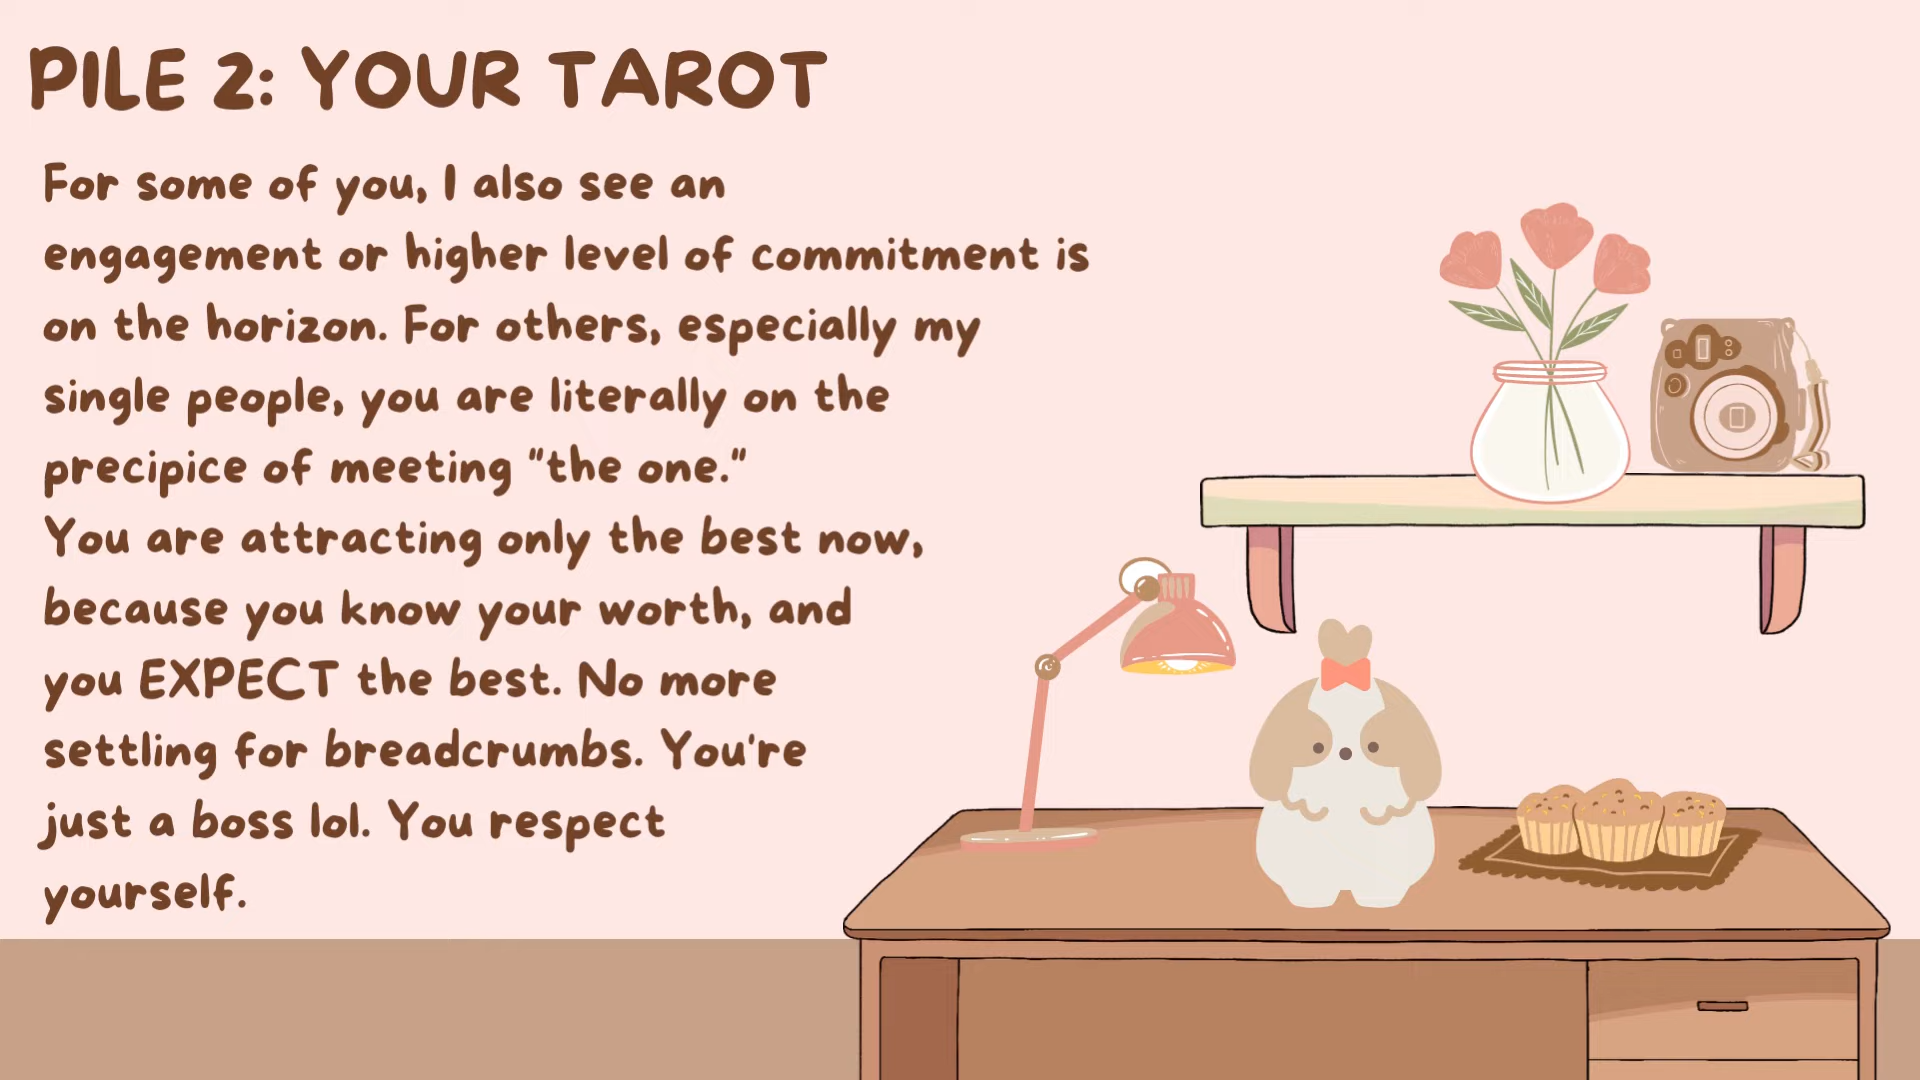 PILE 2: YOUR TAROT
For some of you, I also see an
engagement or higher level of commitment is
on the horizon. For others, especially my
single people, you are literally on the
precipice of meeting "the one."
You are attracting only the best now,
because you know your worth, and
you EXPECT the best. No more
settling for breadcrumbs. You're
just a boss lol. You respect
yourself.